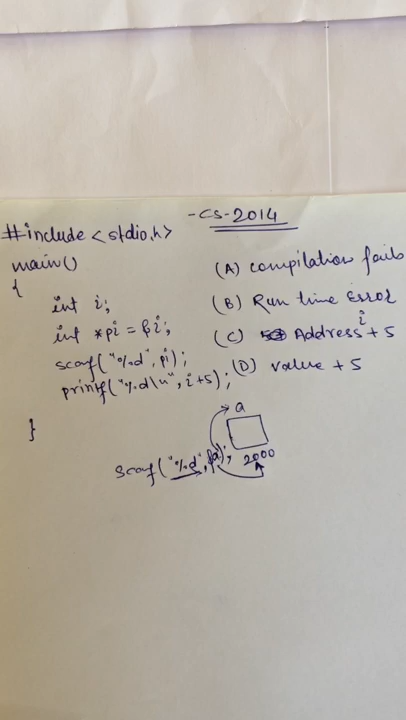 -CS-2014
#include <stdio.h>
main()
{
int i;
int *pi = &i;
scanf("%d", pi);
printf("%d\n", i+5);
}
(A) compilation fails
(B) Run time Error
(C) Address i + 5
(D) value + 5
a
2000
scanf("%d", &a);